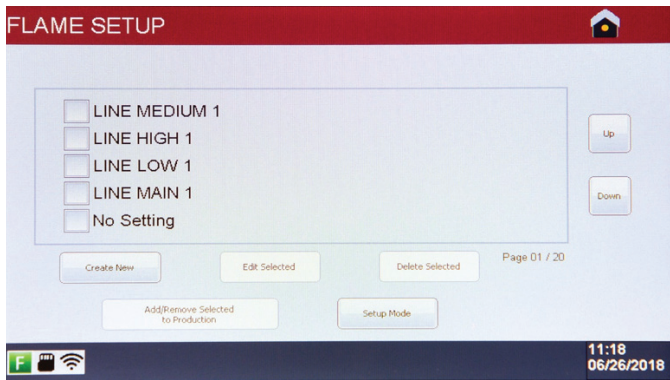 FLAME SETUP
LINE MEDIUM 1
LINE HIGH 1
LINE LOW 1
LINE MAIN 1
No Setting
Up
Down
Create New
Edit Selected
Delete Selected
Page 01 / 20
Add/Remove Selected
to Production
Setup Mode
F
11:18
06/26/2018